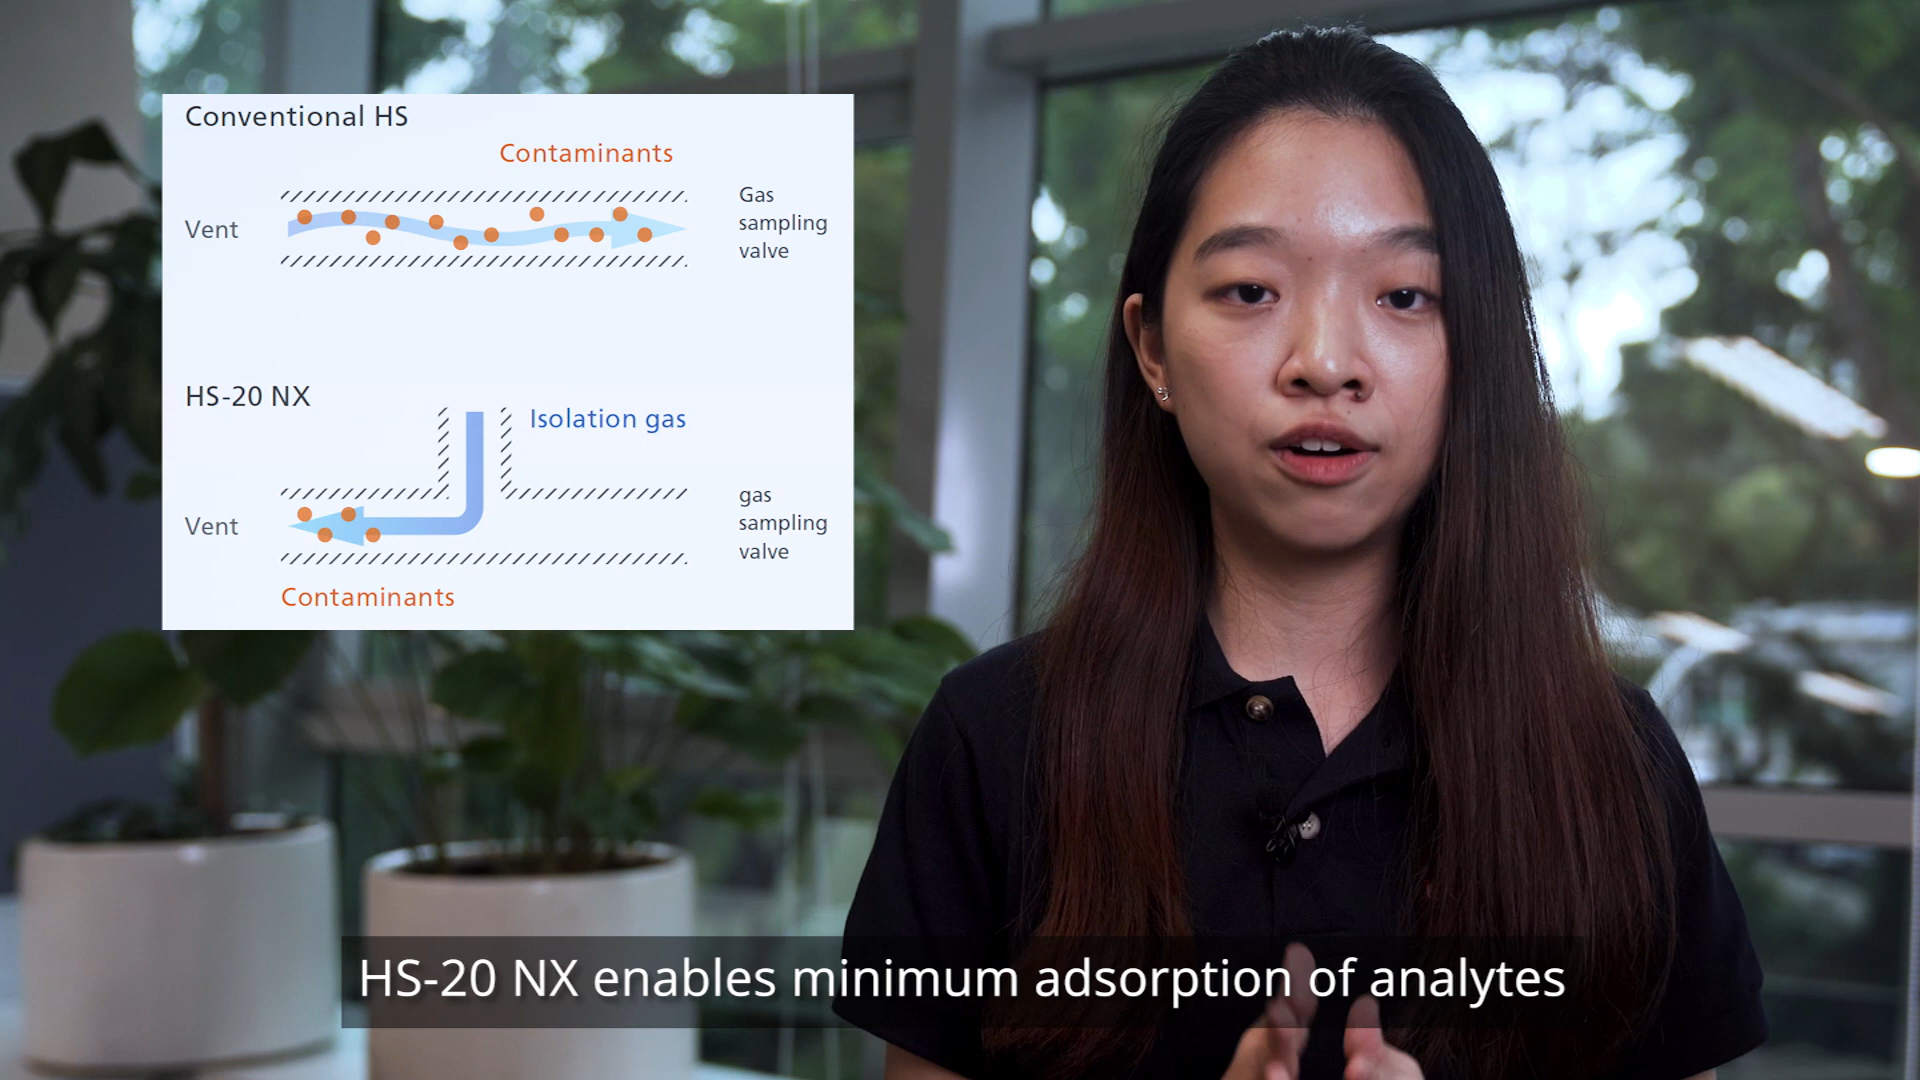 Conventional HS
Contaminants
Vent
Gas
sampling
valve
HS-20 NX
Isolation gas
Vent
gas
sampling
valve
Contaminants
HS-20 NX enables minimum adsorption of analytes